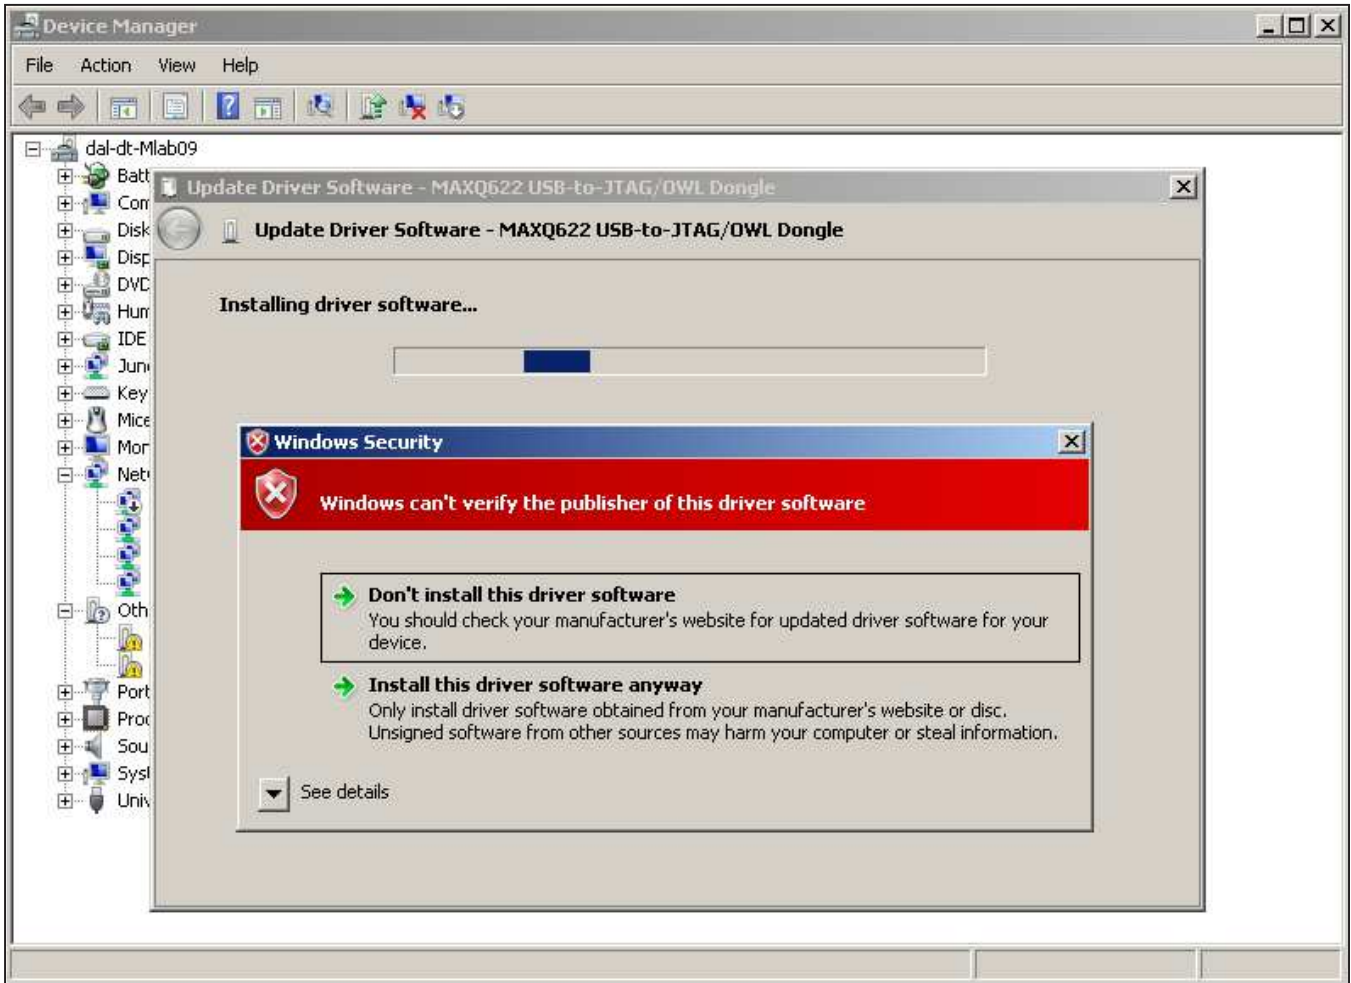 Device Manager
File Action View Help
dal-dt-Mlab09
Batt
Com
Disk
Disp
DVD
Hum
IDE
Jun
Key
Mice
Mon
Net
Oth
Port
Proc
Sou
Syst
Univ
Update Driver Software - MAXQ622 USB-to-JTAG/OWL Dongle
Update Driver Software - MAXQ622 USB-to-JTAG/OWL Dongle
Installing driver software...
Windows Security
Windows can't verify the publisher of this driver software
Don't install this driver software
You should check your manufacturer's website for updated driver software for your
device.
Install this driver software anyway
Only install driver software obtained from your manufacturer's website or disc.
Unsigned software from other sources may harm your computer or steal information.
See details